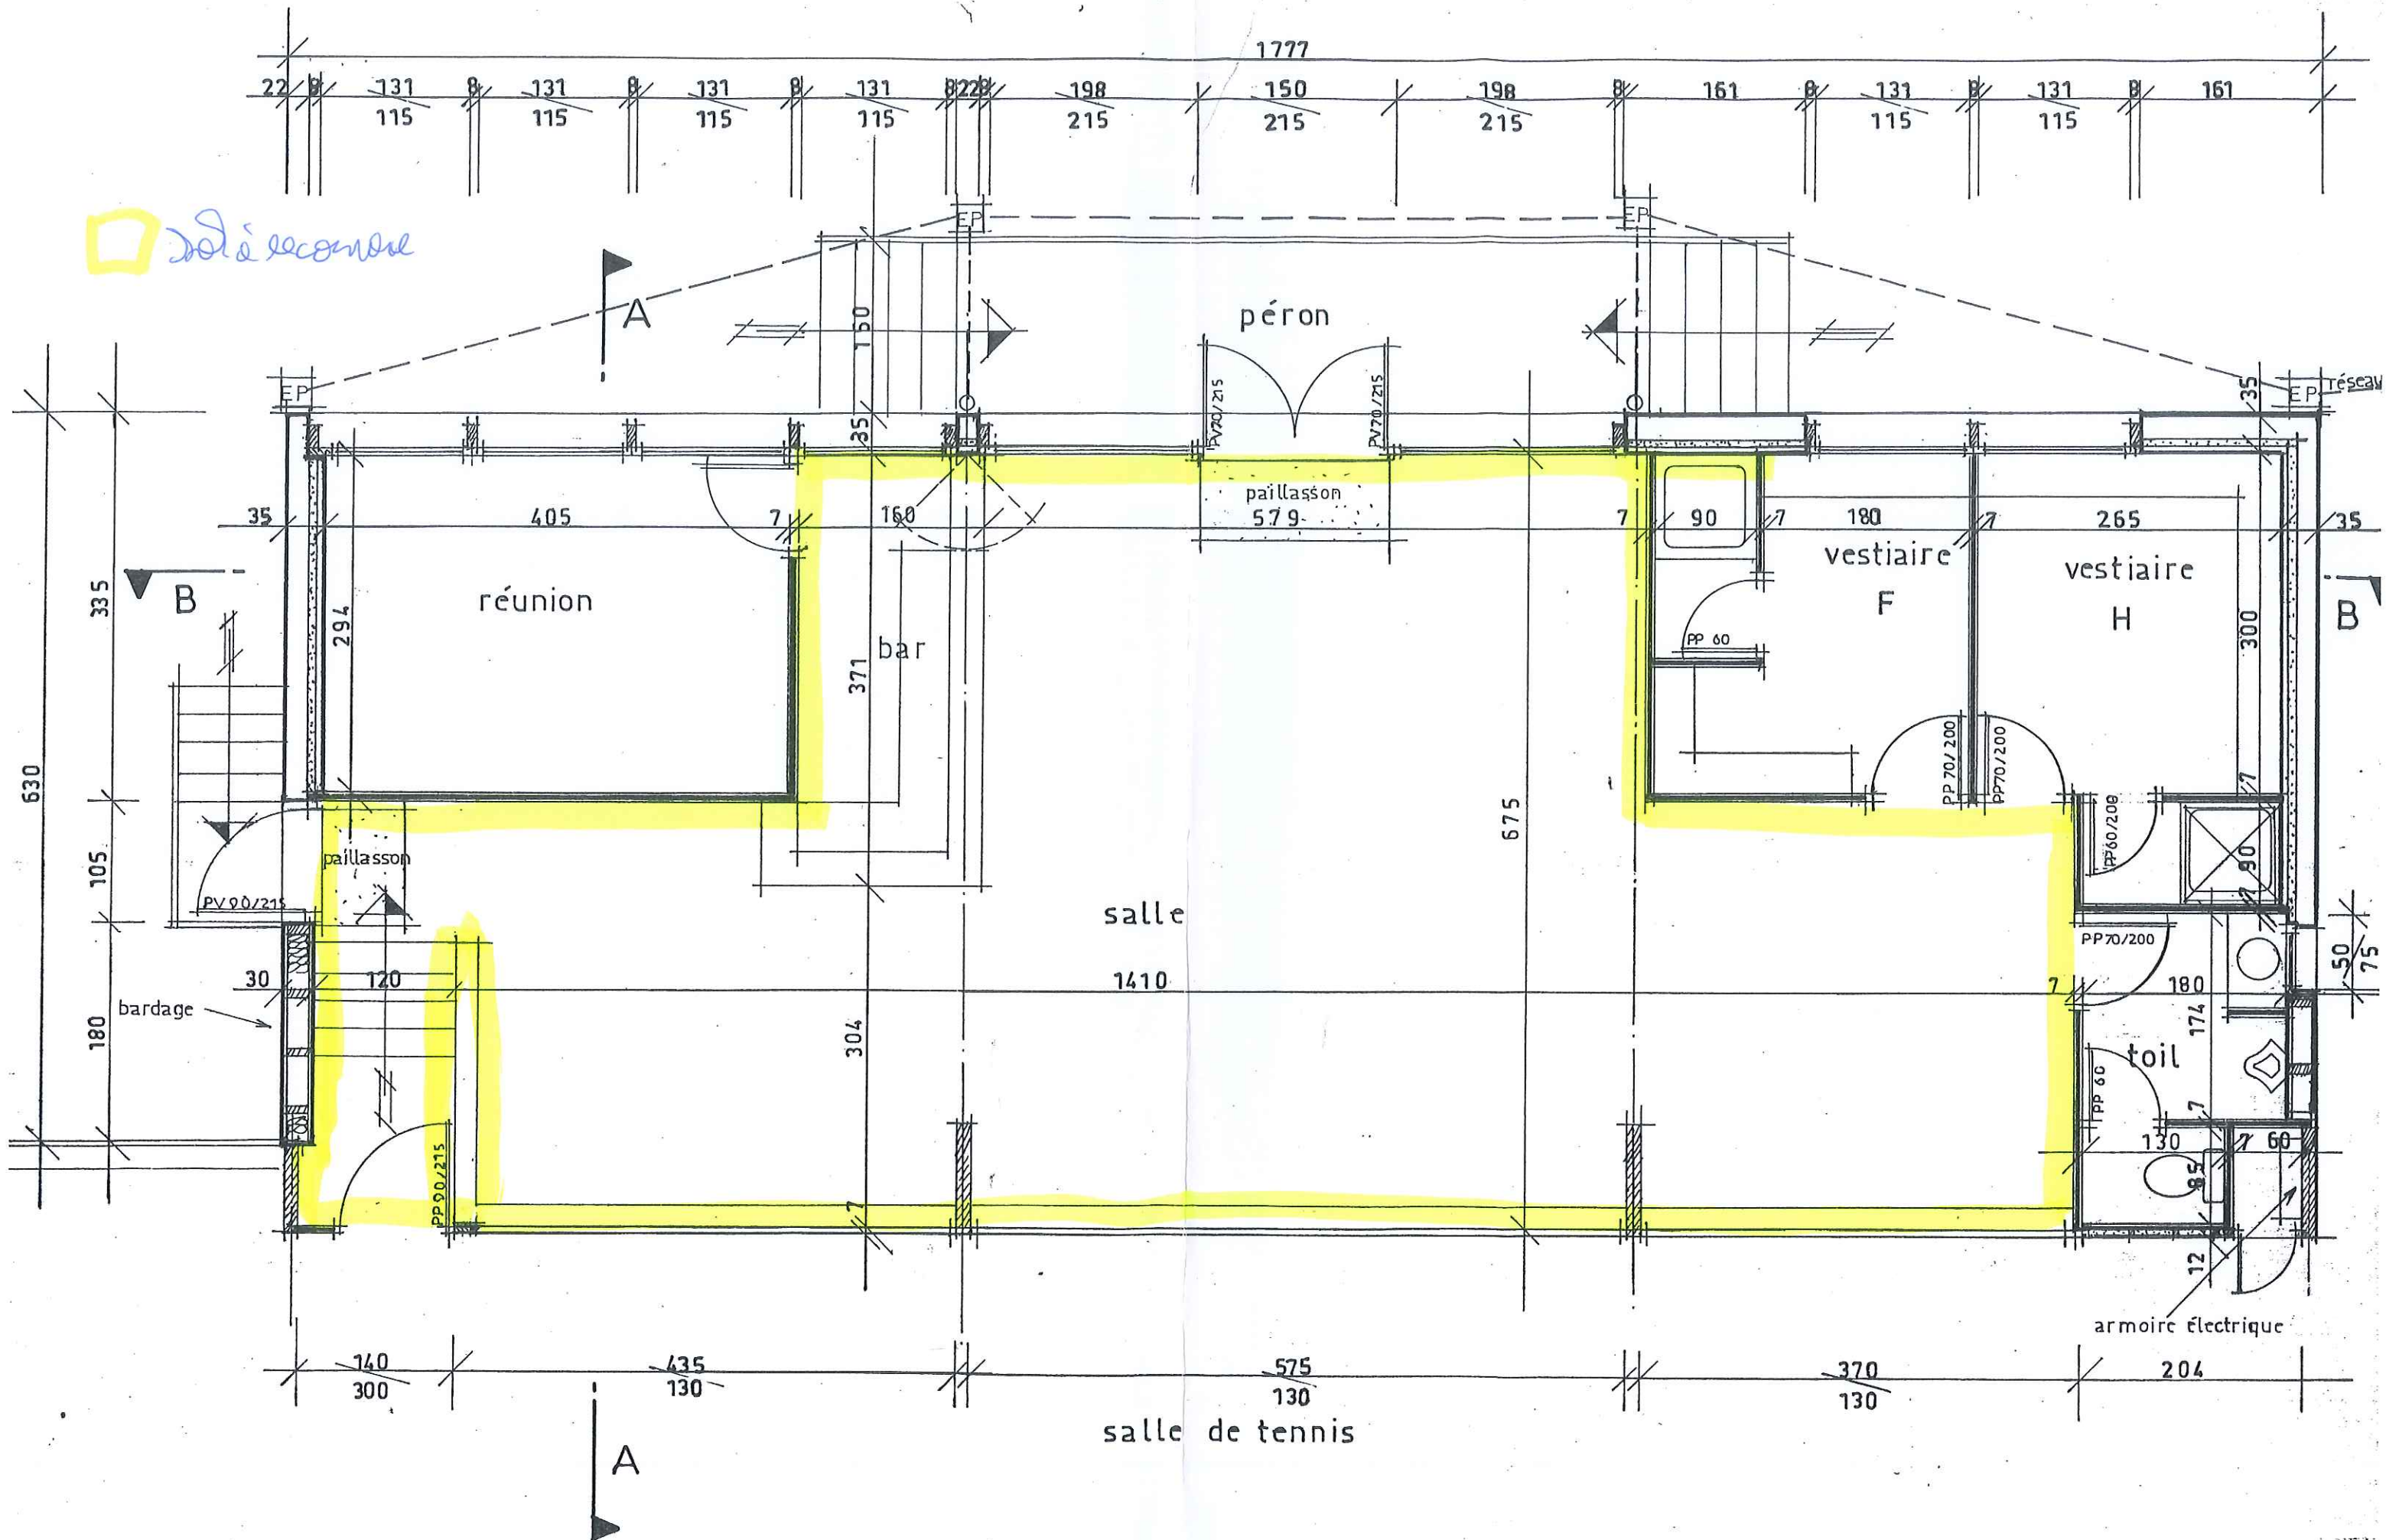 1777
22 8 131 8 131 8 131 8 131 8 22 8 198 150 198 8 161 8 131 8 131 8 161
115 115 115 115 215 215 215 115 115
EP EP
sol à
A
péron
150
EP
EP réseau
35
35
PV70/215 PV70/215
paillasson
35 405 7 160 579 7 90 7 180 7 265 35
réunion
vestiaire
F
vestiaire
H
B
B
335
294
bar
371
PP 60
300
630
675
PP70/200 PP70/200
7
105
paillasson
PP60/200
90
7
PV90/215
salle
PP70/200
50
75
30 120 1410 7 180
bardage
180
304
174
toil
PP 60
7
130 7 60
PP90/215
85
7
12
armoire électrique
140 435 575 370 204
300 130 130 130
salle de tennis
A